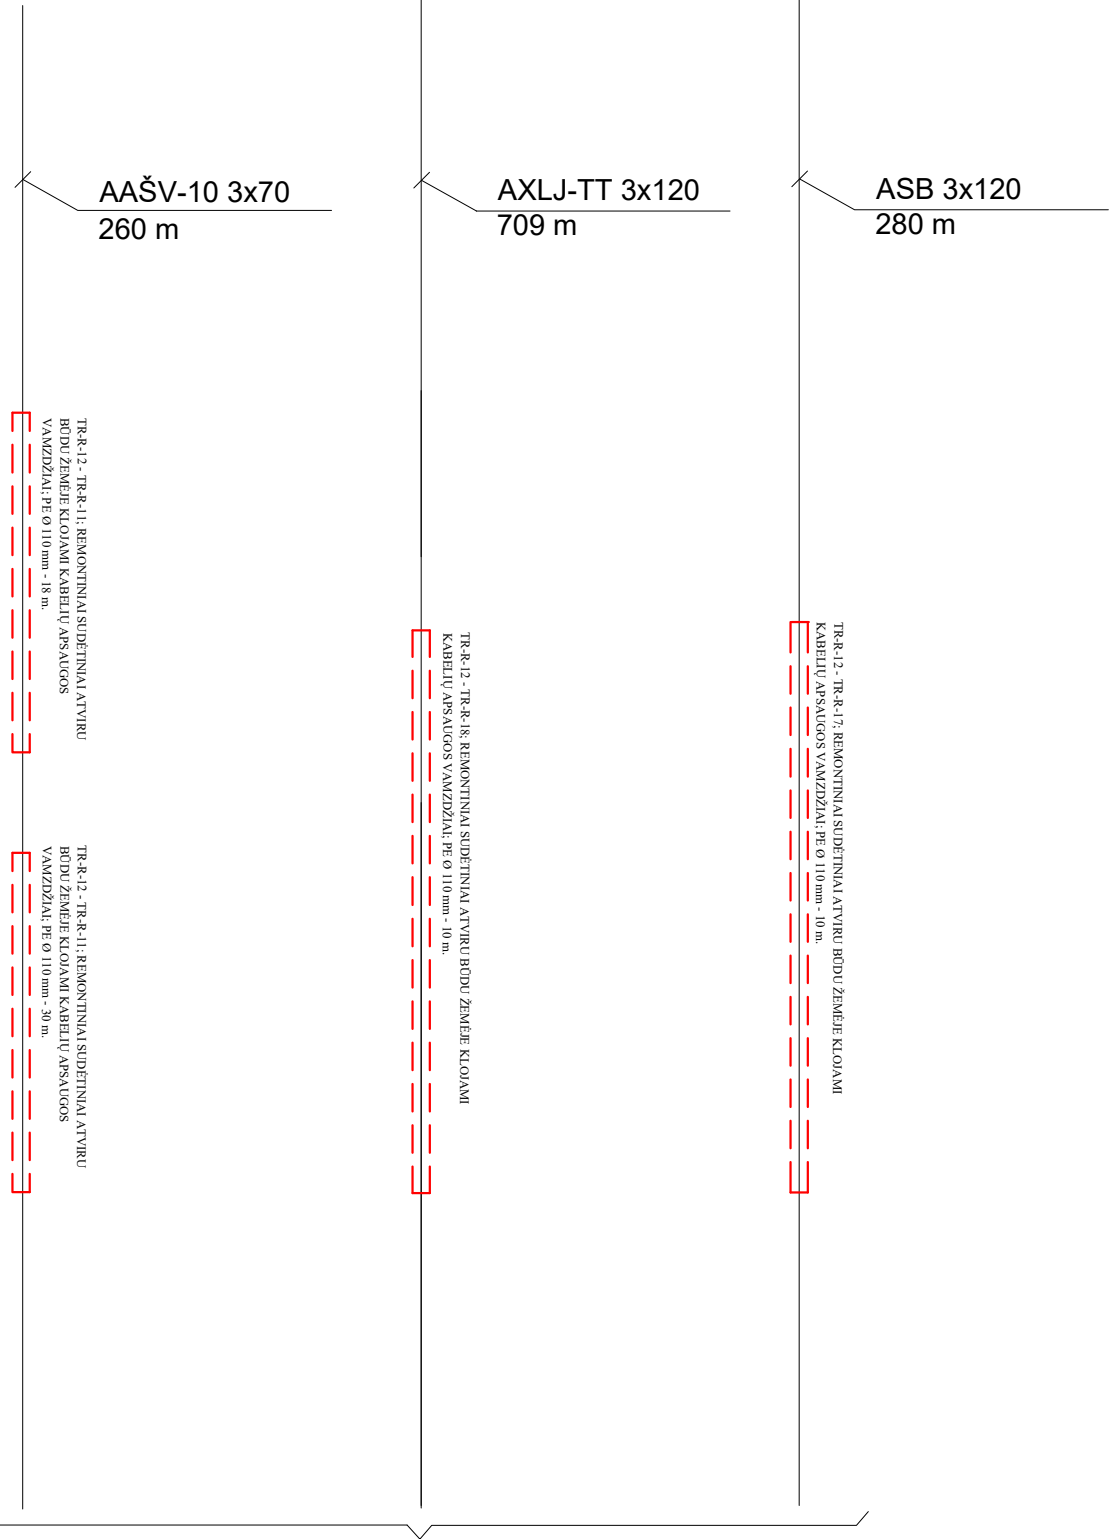 AAŠV-10 3x70
260 m
AXLJ-TT 3x120
709 m
ASB 3x120
280 m
TR-R-12 - TR-R-11; REMONTINIAI SUDĖTINIAI ATVIRU
BŪDU ŽEMĖJE KLOJAMI KABELIŲ APSAUGOS
VAMZDŽIAI; PE Ø 110 mm - 18 m.
TR-R-12 - TR-R-11; REMONTINIAI SUDĖTINIAI ATVIRU
BŪDU ŽEMĖJE KLOJAMI KABELIŲ APSAUGOS
VAMZDŽIAI; PE Ø 110 mm - 30 m.
TR-R-12 - TR-R-18; REMONTINIAI SUDĖTINIAI ATVIRU BŪDU ŽEMĖJE KLOJAMI
KABELIŲ APSAUGOS VAMZDŽIAI; PE Ø 110 mm - 10 m.
TR-R-12 - TR-R-17; REMONTINIAI SUDĖTINIAI ATVIRU BŪDU ŽEMĖJE KLOJAMI
KABELIŲ APSAUGOS VAMZDŽIAI; PE Ø 110 mm - 10 m.